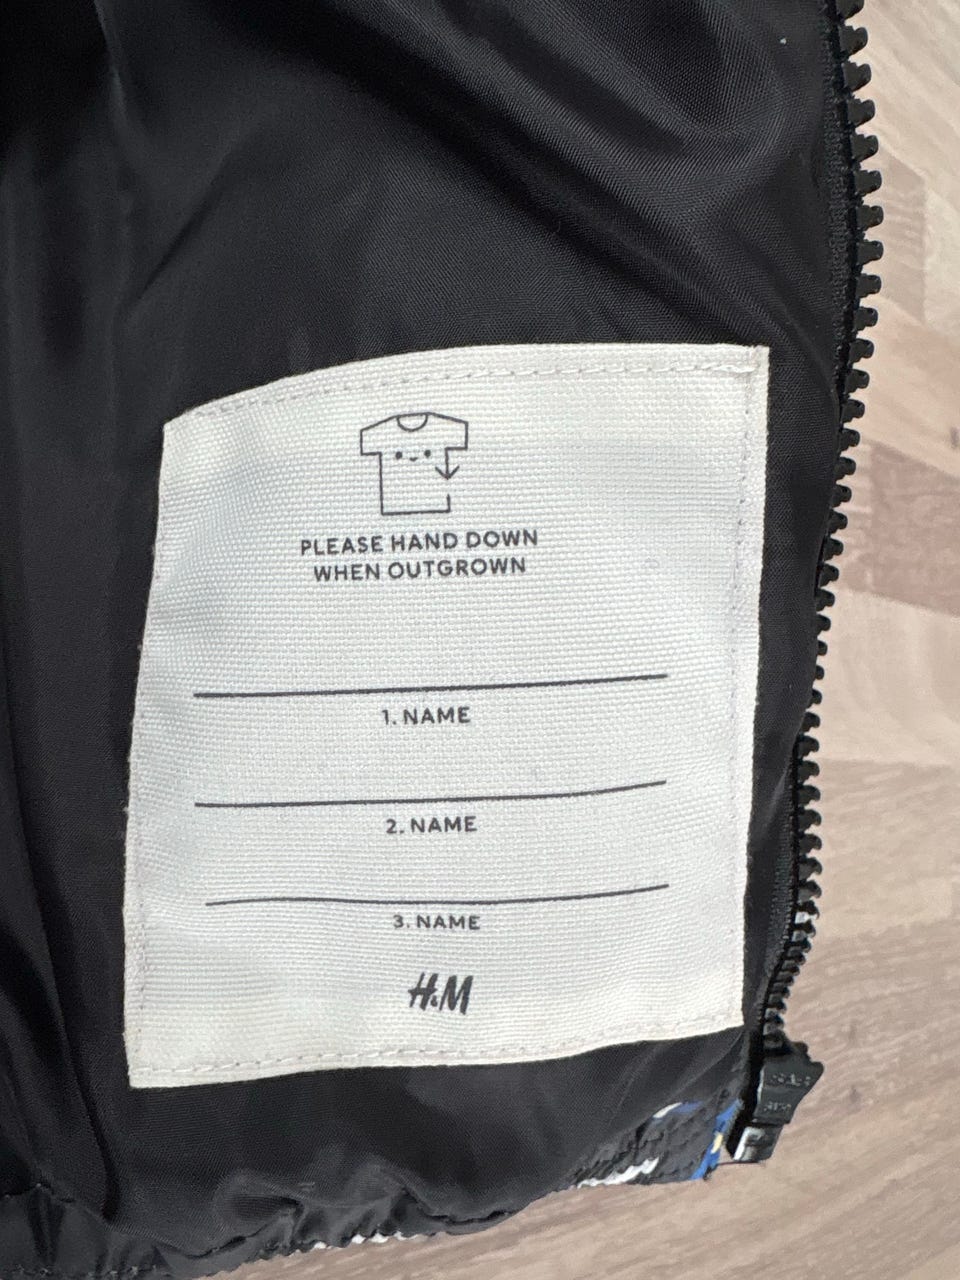 PLEASE HAND DOWN
WHEN OUTGROWN
1. NAME
2. NAME
3. NAME
H&M